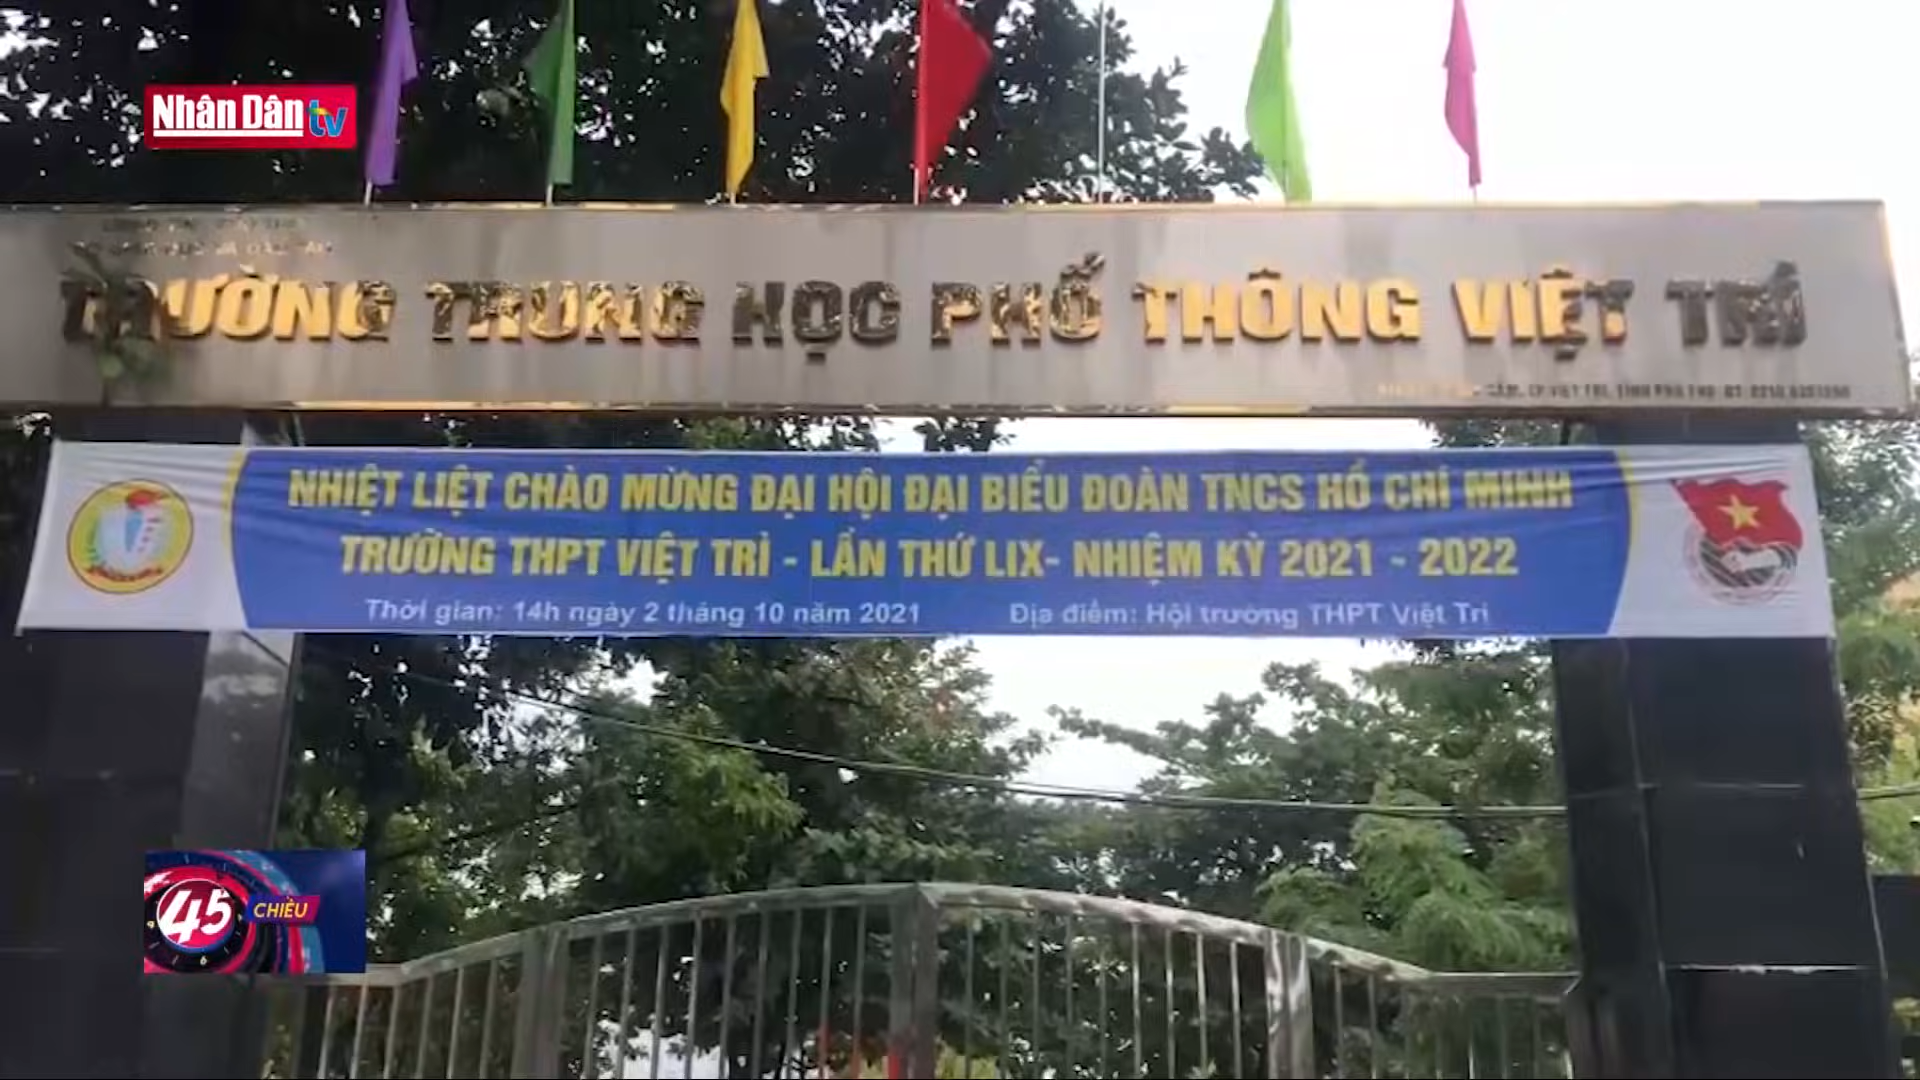 Nhân Dân tv
TRƯỜNG TRUNG HỌC PHỔ THÔNG VIỆT TRÌ
NHIỆT LIỆT CHÀO MỪNG ĐẠI HỘI ĐẠI BIỂU ĐOÀN TNCS HỒ CHÍ MINH
TRƯỜNG THPT VIỆT TRÌ - LẦN THỨ LIX- NHIỆM KỲ 2021 - 2022
Thời gian: 14h ngày 2 tháng 10 năm 2021 Địa điểm: Hội trường THPT Việt Trì
45 CHIỀU